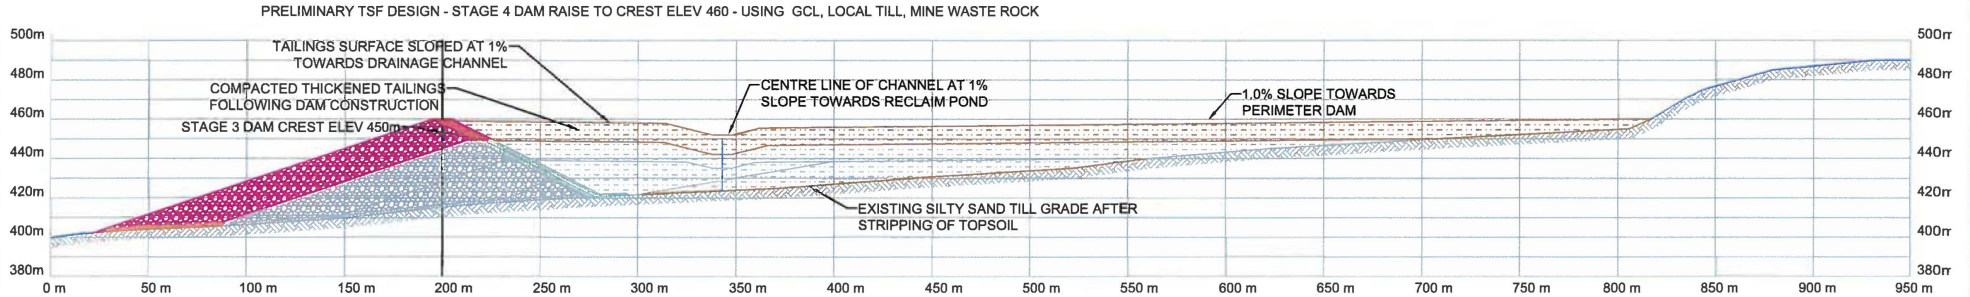 PRELIMINARY TSF DESIGN - STAGE 4 DAM RAISE TO CREST ELEV 460 - USING GCL, LOCAL TILL, MINE WASTE ROCK
500m
500m
TAILINGS SURFACE SLOPED AT 1%
TOWARDS DRAINAGE CHANNEL
480m
480m
COMPACTED THICKENED TAILINGS
FOLLOWING DAM CONSTRUCTION
CENTRE LINE OF CHANNEL AT 1%
SLOPE TOWARDS RECLAIM POND
1.0% SLOPE TOWARDS
PERIMETER DAM
460m
460m
STAGE 3 DAM CREST ELEV 450m
440m
440m
420m
420m
EXISTING SILTY SAND TILL GRADE AFTER
STRIPPING OF TOPSOIL
400m
400m
380m
380m
0 m 50 m 100 m 150 m 200 m 250 m 300 m 350 m 400 m 450 m 500 m 550 m 600 m 650 m 700 m 750 m 800 m 850 m 900 m 950 m